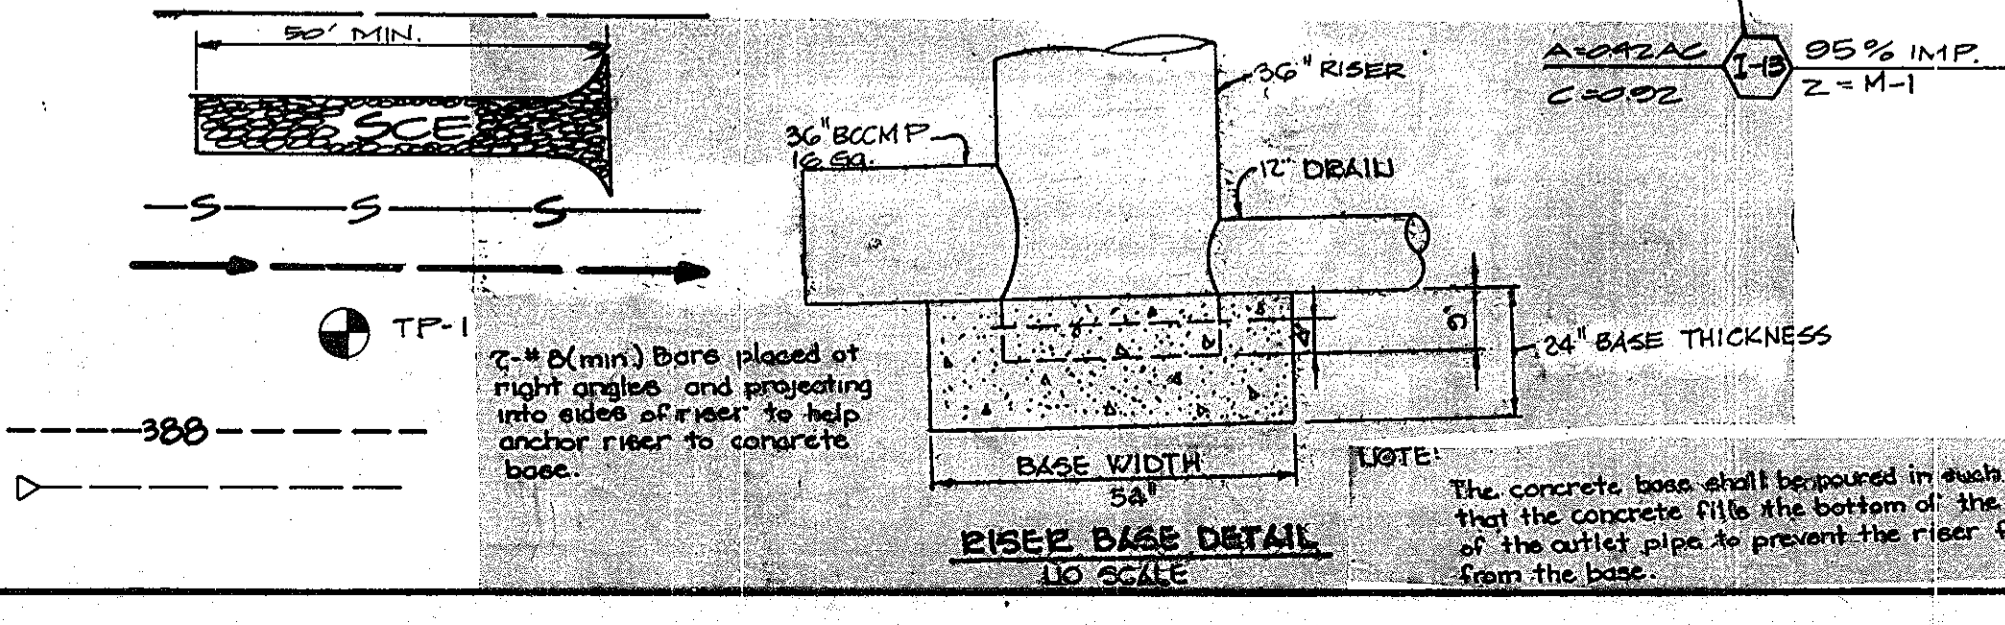 50' MIN.
SCE
S S S
TP-1
388
36" RISER
36" BCCMP
16 GA.
12" DRAIN
A=0.42 AC
C=0.92
I-13
95% IMP.
Z = M-1
24" BASE THICKNESS
2-#8(min.) Bars placed at
right angles and projecting
into sides of riser to help
anchor riser to concrete
base.
BASE WIDTH
54"
RISER BASE DETAIL
NO SCALE
NOTE:
The concrete base shall be poured in such
that the concrete fills the bottom of the
of the outlet pipe to prevent the riser f
from the base.